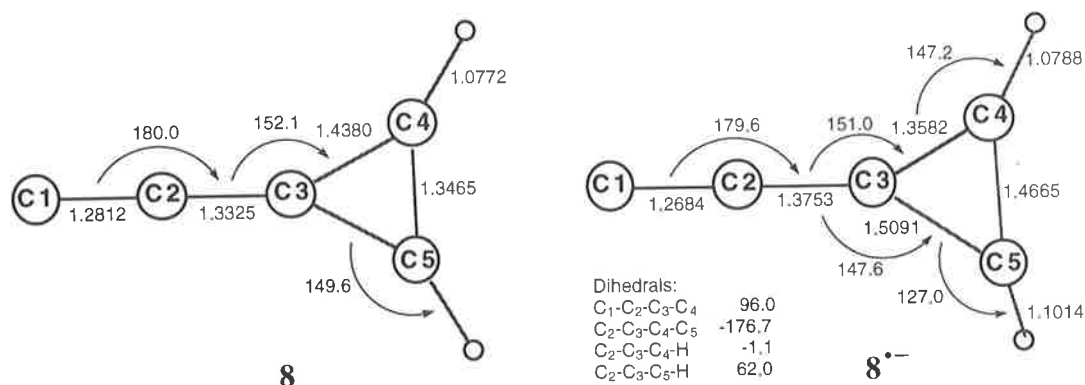 C1
C2
C3
C4
C5
180.0
152.1
149.6
1.2812
1.3325
1.4380
1.3465
1.0772
8
C1
C2
C3
C4
C5
179.6
151.0
147.2
147.6
127.0
1.2684
1.3753
1.3582
1.5091
1.4665
1.0788
1.1014
Dihedrals:
C1-C2-C3-C4 96.0
C2-C3-C4-C5 -176.7
C2-C3-C4-H -1.1
C2-C3-C5-H 62.0
8•−